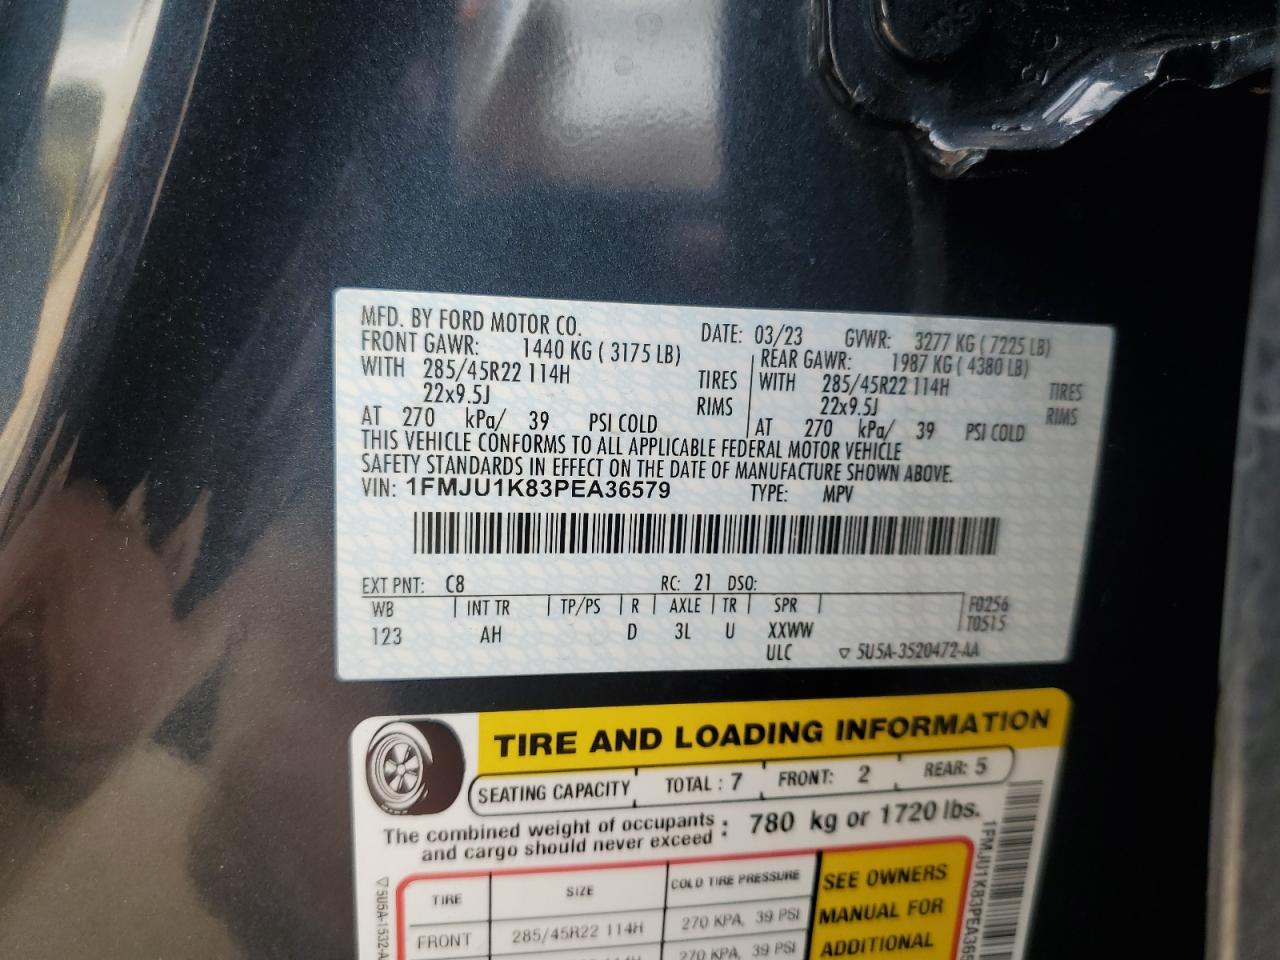 MFD. BY FORD MOTOR CO. DATE: 03/23 GVWR: 3277 KG ( 7225 LB)
FRONT GAWR: 1440 KG ( 3175 LB) REAR GAWR: 1987 KG ( 4380 LB)
WITH 285/45R22 114H TIRES WITH 285/45R22 114H TIRES
22x9.5J RIMS 22x9.5J RIMS
AT 270 kPa/ 39 PSI COLD AT 270 kPa/ 39 PSI COLD
THIS VEHICLE CONFORMS TO ALL APPLICABLE FEDERAL MOTOR VEHICLE
SAFETY STANDARDS IN EFFECT ON THE DATE OF MANUFACTURE SHOWN ABOVE.
VIN: 1FMJU1K83PEA36579 TYPE: MPV
EXT PNT: C8 RC: 21 DSO:
WB INT TR TP/PS R AXLE TR SPR F0256
123 AH D 3L U XXWW T0515
ULC ▽ 5U5A-3520472-AA
TIRE AND LOADING INFORMATION
SEATING CAPACITY TOTAL : 7 FRONT: 2 REAR: 5
The combined weight of occupants
and cargo should never exceed : 780 kg or 1720 lbs.
TIRE SIZE COLD TIRE PRESSURE
FRONT 285/45R22 114H 270 KPA, 39 PSI
270 KPA, 39 PSI
SEE OWNERS
MANUAL FOR
ADDITIONAL
▽ 5U5A-1532-A
1FMJU1K83PEA365